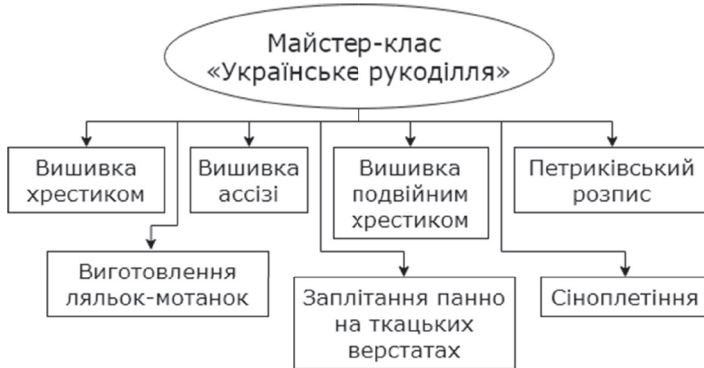 Майстер-клас
«Українське рукоділля»
Вишивка
хрестиком
Вишивка
ассізі
Вишивка
подвійним
хрестиком
Петриківський
розпис
Виготовлення
ляльок-мотанок
Заплітання панно
на ткацьких
верстатах
Сіноплетіння